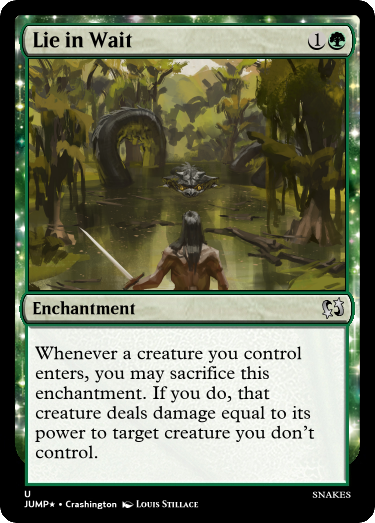 Lie in Wait 1
Enchantment
Whenever a creature you control
enters, you may sacrifice this
enchantment. If you do, that
creature deals damage equal to its
power to target creature you don't
control.
U
SNAKES
JUMP★ • Crashington Louis Stillace